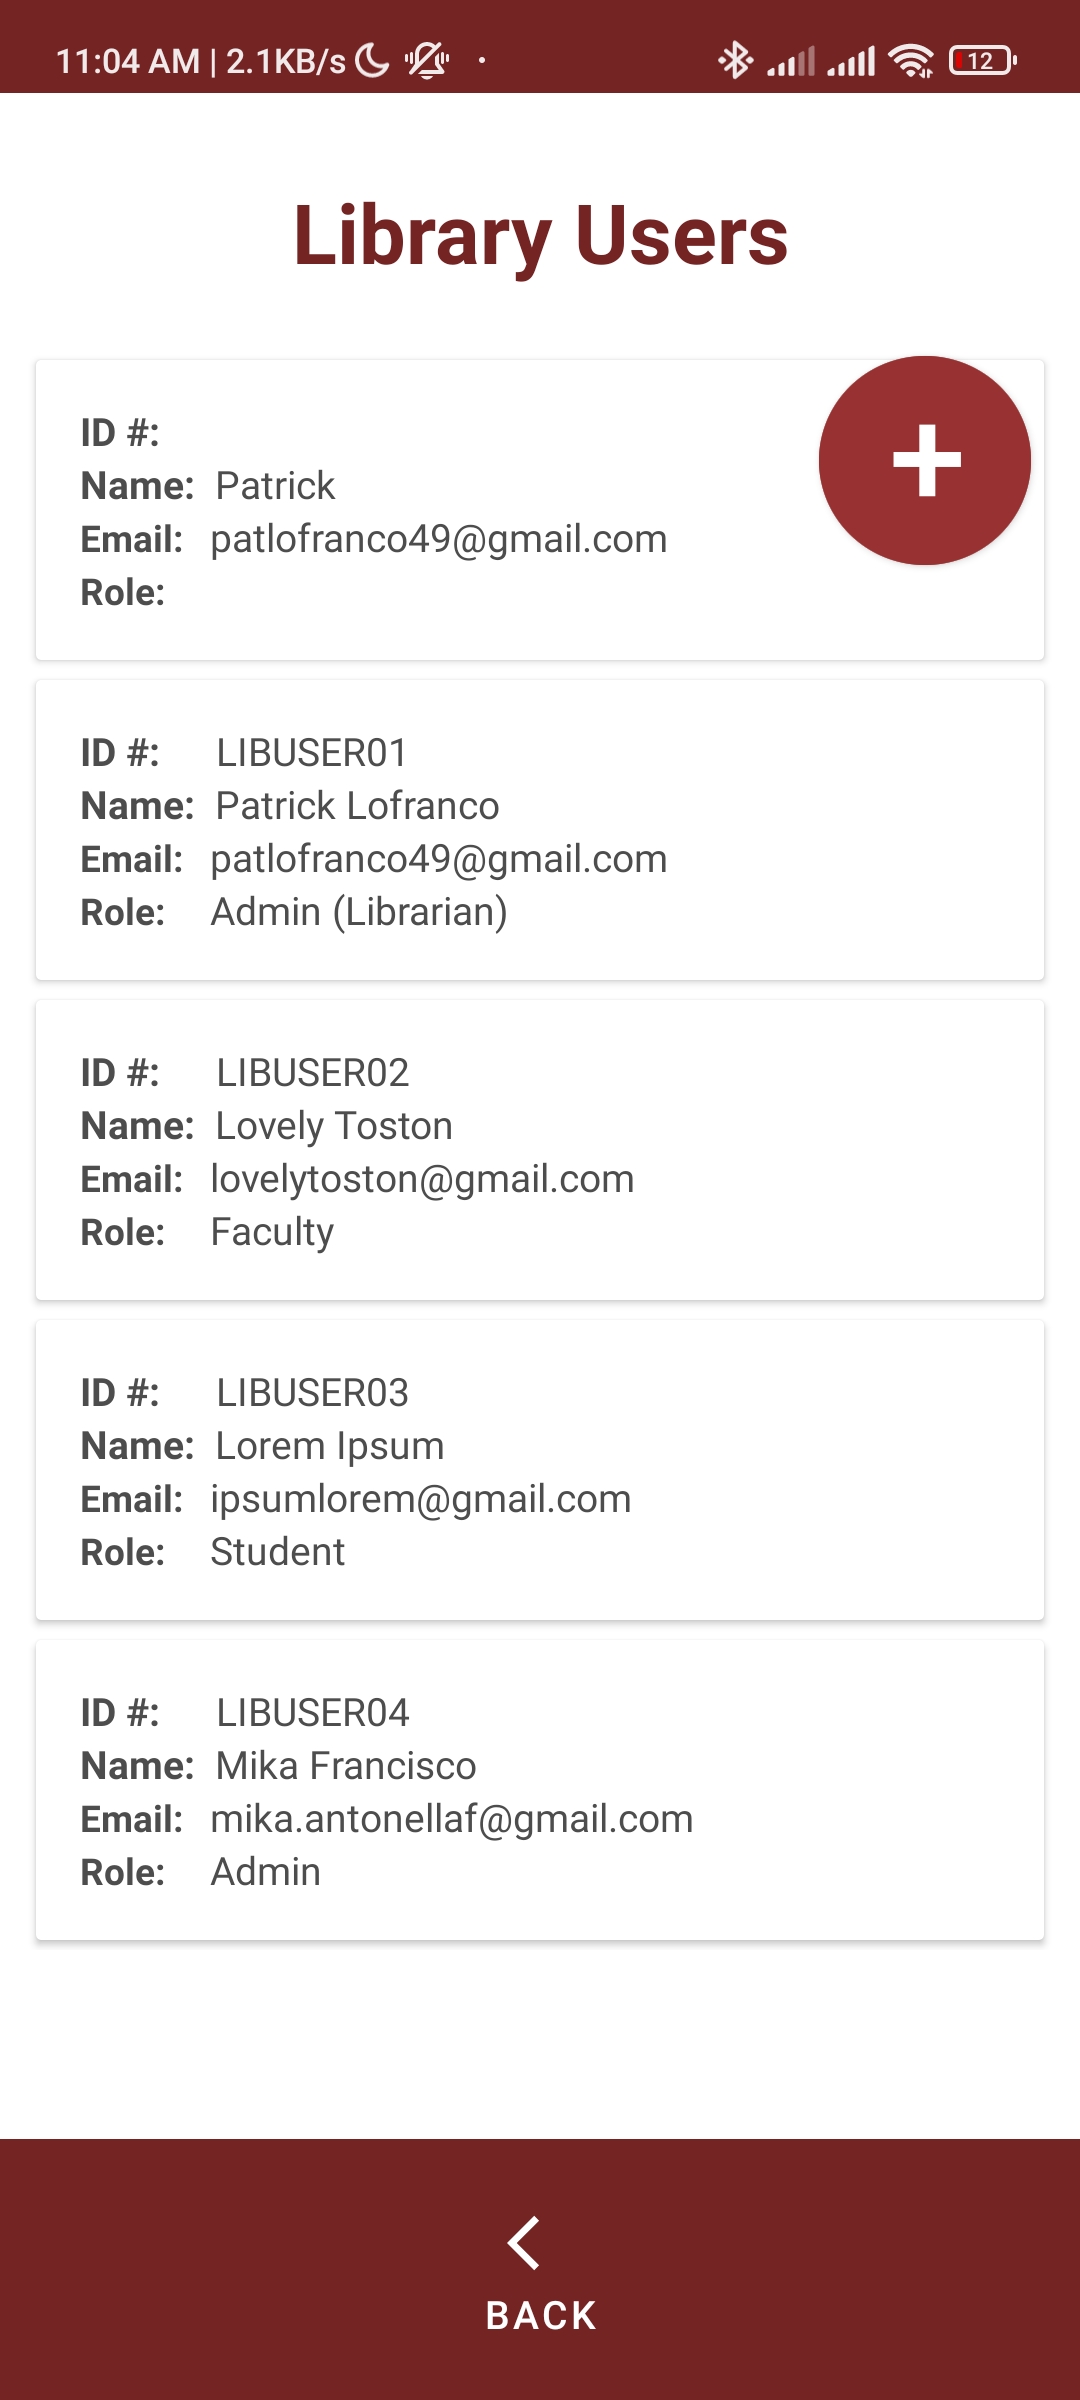 11:04 AM | 2.1KB/s
12
Library Users
ID #:
Name: Patrick
Email: patlofranco49@gmail.com
Role:
ID #: LIBUSER01
Name: Patrick Lofranco
Email: patlofranco49@gmail.com
Role: Admin (Librarian)
ID #: LIBUSER02
Name: Lovely Toston
Email: lovelytoston@gmail.com
Role: Faculty
ID #: LIBUSER03
Name: Lorem Ipsum
Email: ipsumlorem@gmail.com
Role: Student
ID #: LIBUSER04
Name: Mika Francisco
Email: mika.antonellaf@gmail.com
Role: Admin
BACK